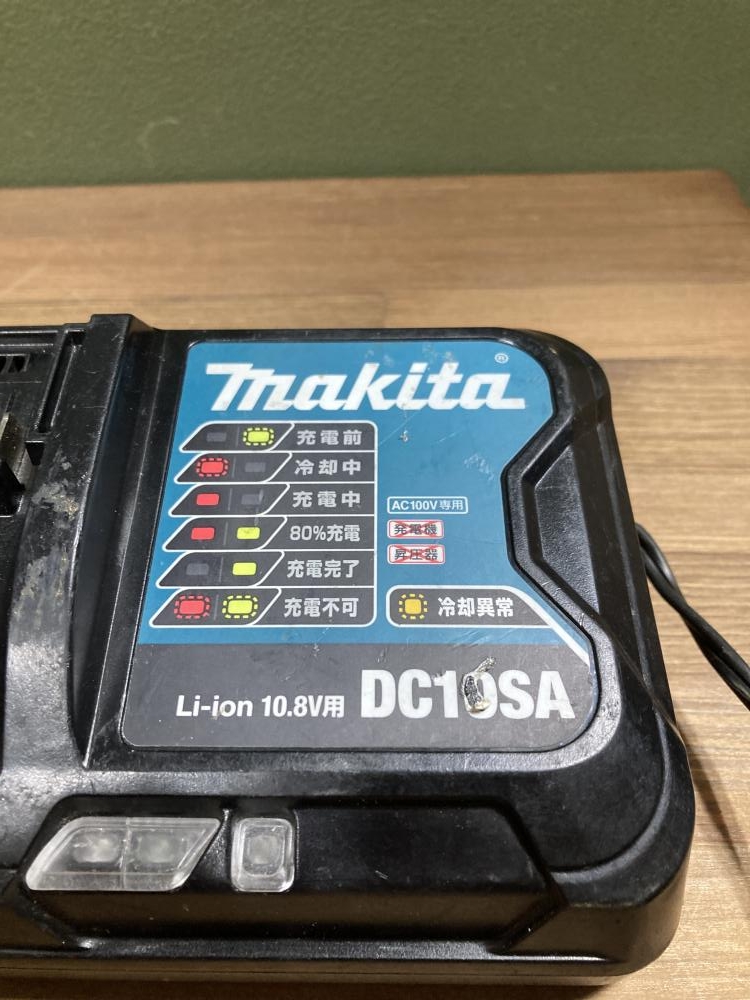 makita®
充電前
冷却中
充電中
80%充電
充電完了
充電不可
AC100V専用
発電機
昇圧器
冷却異常
Li-ion 10.8V用 DC10SA